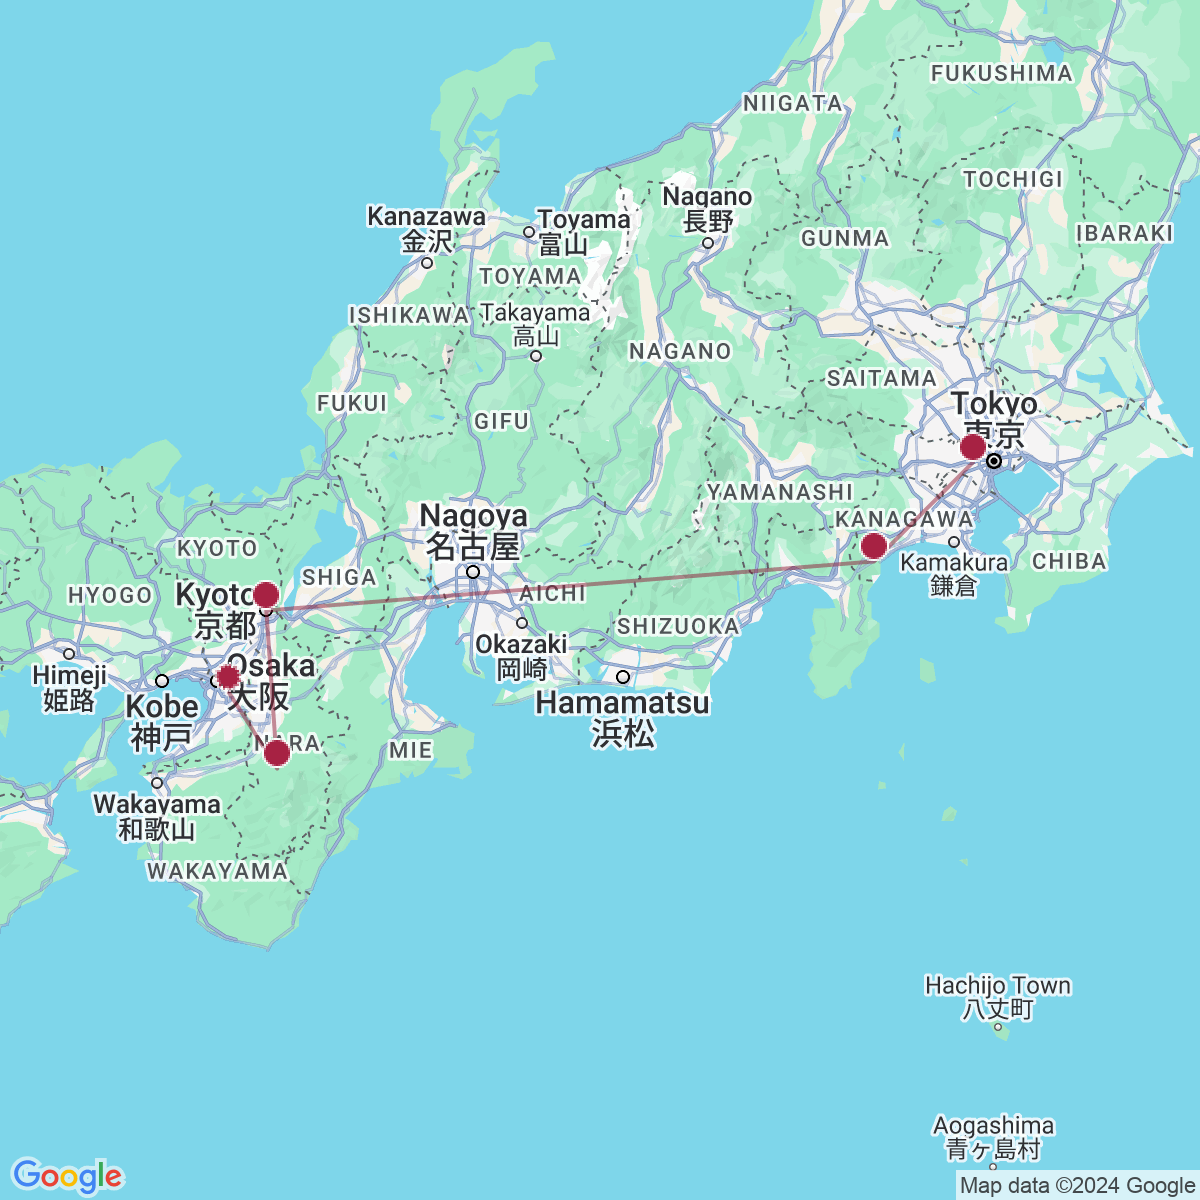 FUKUSHIMA
NIIGATA
TOCHIGI
Nagano
長野
Kanazawa
金沢
Toyama
富山
IBARAKI
GUNMA
TOYAMA
ISHIKAWA
Takayama
高山
NAGANO
SAITAMA
FUKUI
Tokyo
東京
GIFU
YAMANASHI
Nagoya
名古屋
KANAGAWA
KYOTO
Kamakura
鎌倉
CHIBA
SHIGA
HYOGO
Kyoto
京都
AICHI
SHIZUOKA
Okazaki
岡崎
Himeji
姫路
Osaka
大阪
Kobe
神戸
Hamamatsu
浜松
NARA
MIE
Wakayama
和歌山
WAKAYAMA
Hachijo Town
八丈町
Aogashima
青ヶ島村
Google
Map data ©2024 Google